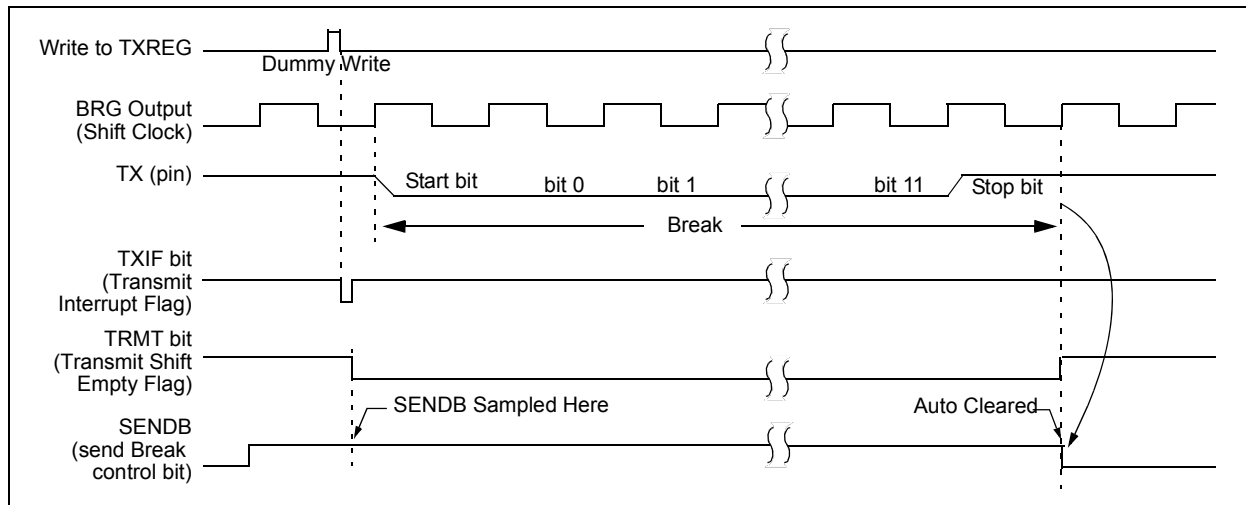 Write to TXREG
Dummy Write
BRG Output
(Shift Clock)
TX (pin)
Start bit
bit 0
bit 1
bit 11
Stop bit
Break
TXIF bit
(Transmit
Interrupt Flag)
TRMT bit
(Transmit Shift
Empty Flag)
SENDB Sampled Here
Auto Cleared
SENDB
(send Break
control bit)